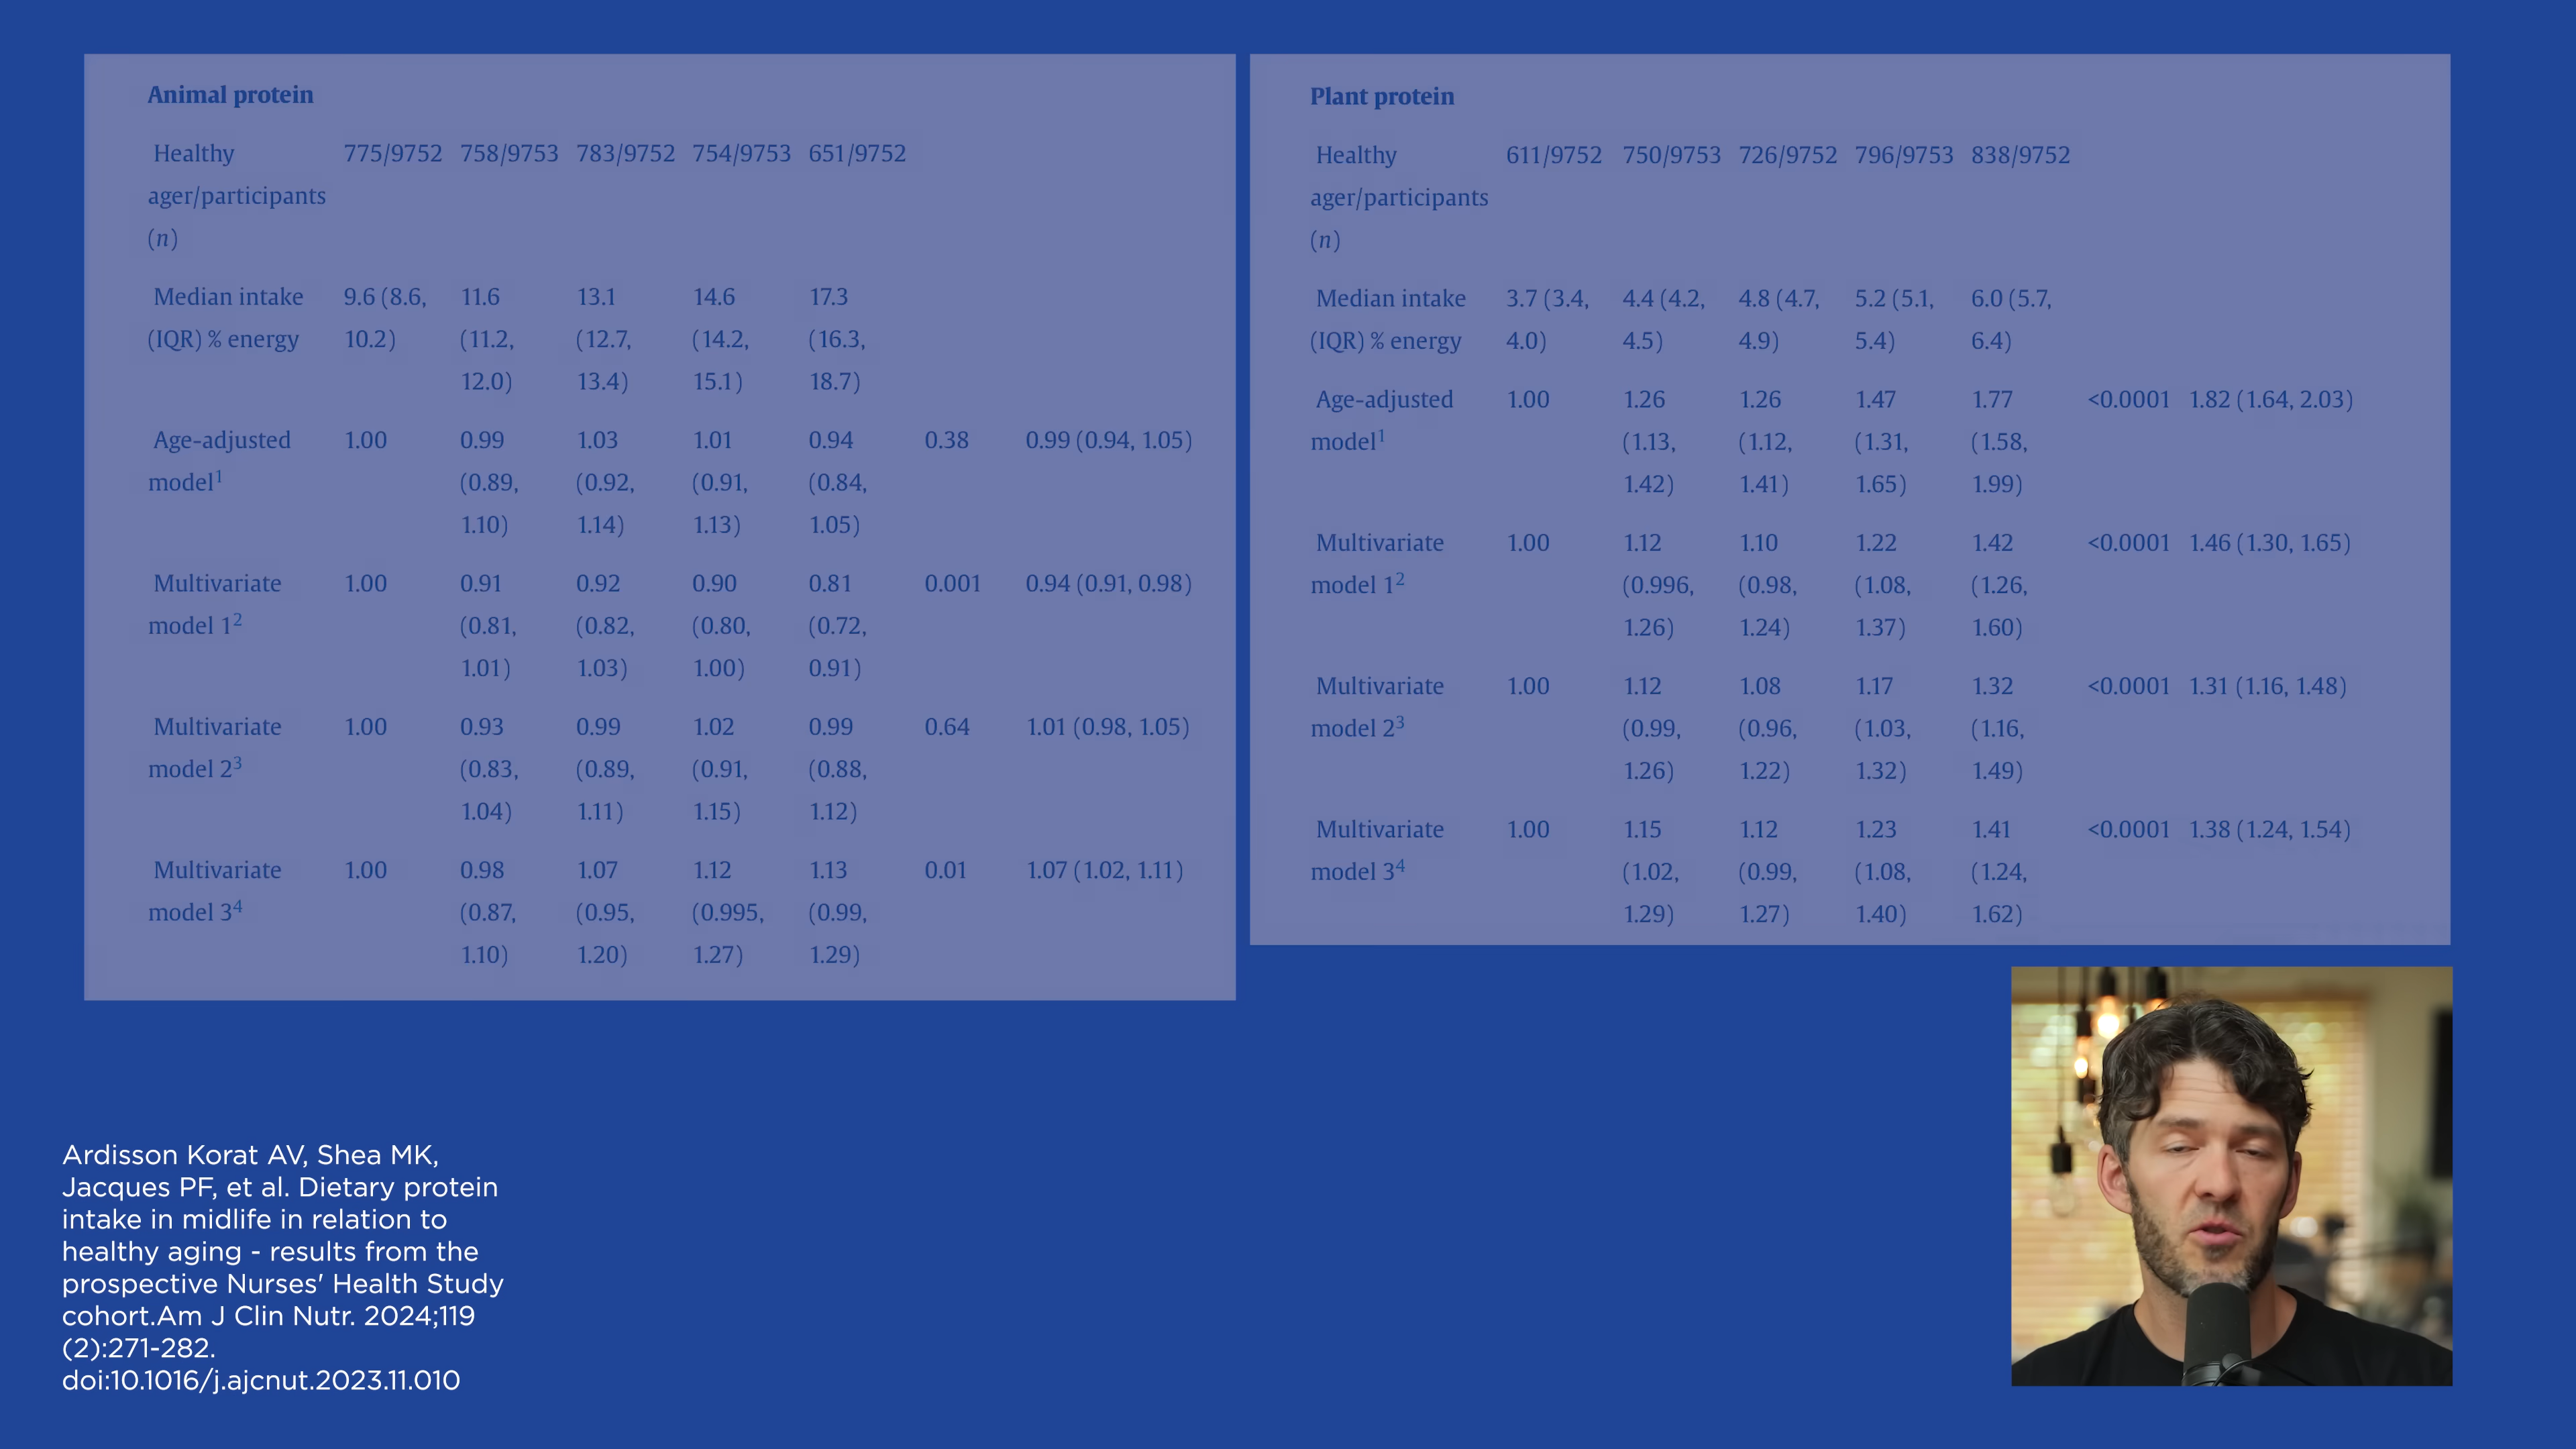 Animal protein
Healthy 775/9752 758/9753 783/9752 754/9753 651/9752
ager/participants
(n)
Median intake 9.6 (8.6, 11.6 13.1 14.6 17.3
(IQR) % energy 10.2) (11.2, (12.7, (14.2, (16.3,
12.0) 13.4) 15.1) 18.7)
Age-adjusted 1.00 0.99 1.03 1.01 0.94 0.38 0.99 (0.94, 1.05)
model1 (0.89, (0.92, (0.91, (0.84,
1.10) 1.14) 1.13) 1.05)
Multivariate 1.00 0.91 0.92 0.90 0.81 0.001 0.94 (0.91, 0.98)
model 12 (0.81, (0.82, (0.80, (0.72,
1.01) 1.03) 1.00) 0.91)
Multivariate 1.00 0.93 0.99 1.02 0.99 0.64 1.01 (0.98, 1.05)
model 23 (0.83, (0.89, (0.91, (0.88,
1.04) 1.11) 1.15) 1.12)
Multivariate 1.00 0.98 1.07 1.12 1.13 0.01 1.07 (1.02, 1.11)
model 34 (0.87, (0.95, (0.995, (0.99,
1.10) 1.20) 1.27) 1.29)
Plant protein
Healthy 611/9752 750/9753 726/9752 796/9753 838/9752
ager/participants
(n)
Median intake 3.7 (3.4, 4.4 (4.2, 4.8 (4.7, 5.2 (5.1, 6.0 (5.7,
(IQR) % energy 4.0) 4.5) 4.9) 5.4) 6.4)
Age-adjusted 1.00 1.26 1.26 1.47 1.77 <0.0001 1.82 (1.64, 2.03)
model1 (1.13, (1.12, (1.31, (1.58,
1.42) 1.41) 1.65) 1.99)
Multivariate 1.00 1.12 1.10 1.22 1.42 <0.0001 1.46 (1.30, 1.65)
model 12 (0.996, (0.98, (1.08, (1.26,
1.26) 1.24) 1.37) 1.60)
Multivariate 1.00 1.12 1.08 1.17 1.32 <0.0001 1.31 (1.16, 1.48)
model 23 (0.99, (0.96, (1.03, (1.16,
1.26) 1.22) 1.32) 1.49)
Multivariate 1.00 1.15 1.12 1.23 1.41 <0.0001 1.38 (1.24, 1.54)
model 34 (1.02, (0.99, (1.08, (1.24,
1.29) 1.27) 1.40) 1.62)
Ardisson Korat AV, Shea MK,
Jacques PF, et al. Dietary protein
intake in midlife in relation to
healthy aging - results from the
prospective Nurses' Health Study
cohort.Am J Clin Nutr. 2024;119
(2):271-282.
doi:10.1016/j.ajcnut.2023.11.010